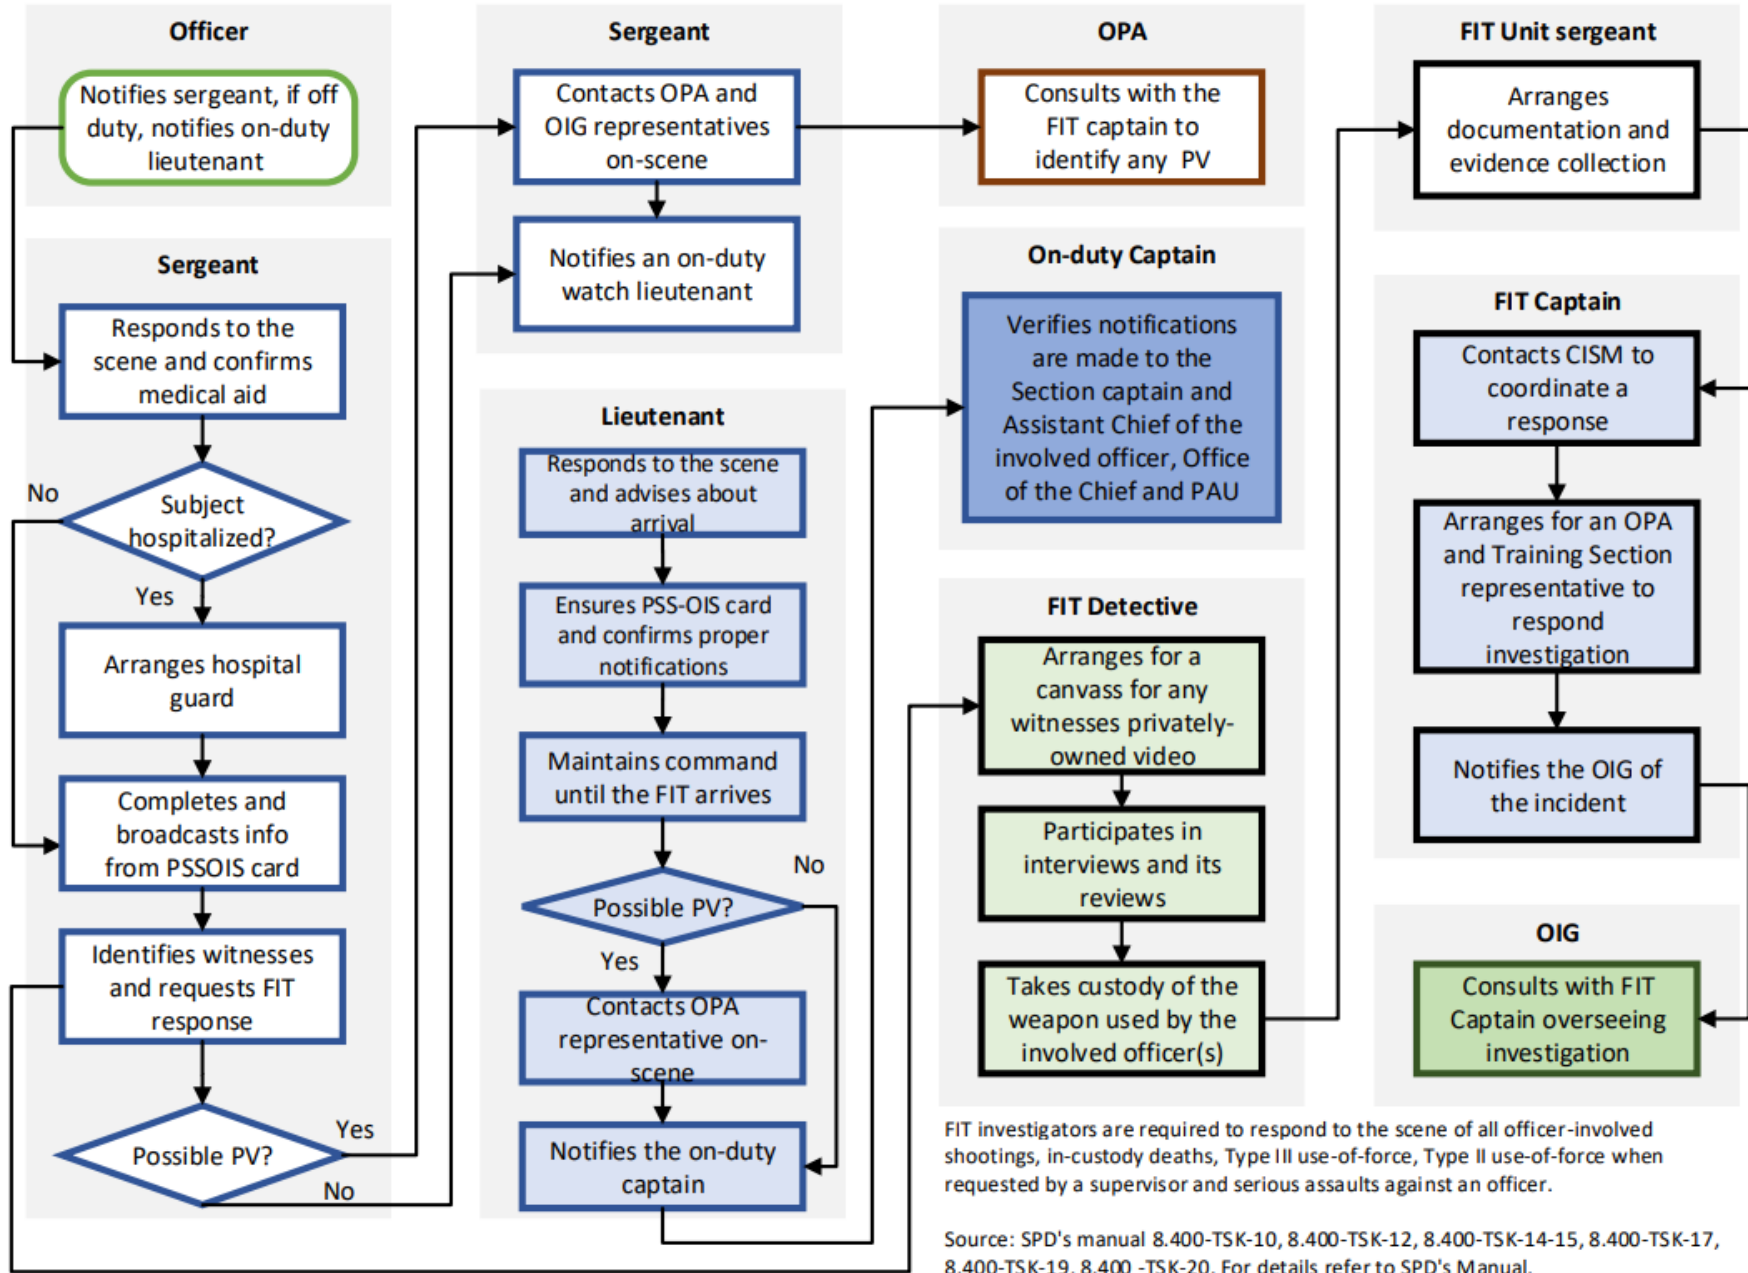 Officer
Notifies sergeant, if off
duty, notifies on-duty
lieutenant
Sergeant
Responds to the
scene and confirms
medical aid
No
Subject
hospitalized?
Yes
Arranges hospital
guard
Completes and
broadcasts info
from PSSOIS card
Identifies witnesses
and requests FIT
response
Possible PV?
Yes
No
Sergeant
Contacts OPA and
OIG representatives
on-scene
Notifies an on-duty
watch lieutenant
Lieutenant
Responds to the scene
and advises about
arrival
Ensures PSS-OIS card
and confirms proper
notifications
Maintains command
until the FIT arrives
No
Possible PV?
Yes
Contacts OPA
representative on-
scene
Notifies the on-duty
captain
OPA
Consults with the
FIT captain to
identify any PV
On-duty Captain
Verifies notifications
are made to the
Section captain and
Assistant Chief of the
involved officer, Office
of the Chief and PAU
FIT Detective
Arranges for a
canvass for any
witnesses privately-
owned video
Participates in
interviews and its
reviews
Takes custody of the
weapon used by the
involved officer(s)
FIT Unit sergeant
Arranges
documentation and
evidence collection
FIT Captain
Contacts CISM to
coordinate a
response
Arranges for an OPA
and Training Section
representative to
respond
investigation
Notifies the OIG of
the incident
OIG
Consults with FIT
Captain overseeing
investigation
FIT investigators are required to respond to the scene of all officer-involved
shootings, in-custody deaths, Type III use-of-force, Type II use-of-force when
requested by a supervisor and serious assaults against an officer.
Source: SPD's manual 8.400-TSK-10, 8.400-TSK-12, 8.400-TSK-14-15, 8.400-TSK-17,
8.400-TSK-19, 8.400 -TSK-20. For details refer to SPD's Manual.